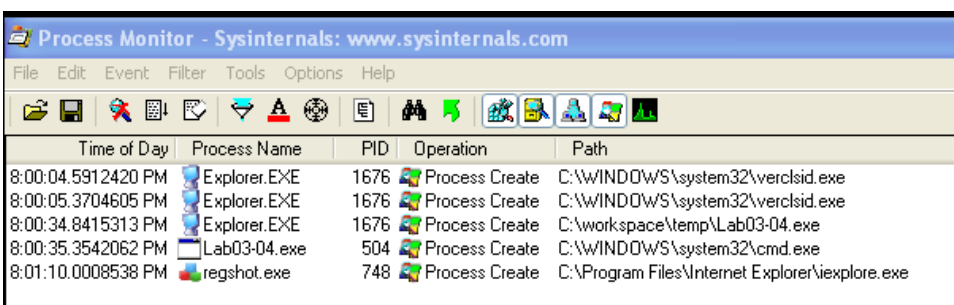 Process Monitor - Sysinternals: www.sysinternals.com
File Edit Event Filter Tools Options Help
Time of Day Process Name PID Operation Path
8:00:04.5912420 PM Explorer.EXE 1676 Process Create C:\WINDOWS\system32\verclsid.exe
8:00:05.3704605 PM Explorer.EXE 1676 Process Create C:\WINDOWS\system32\verclsid.exe
8:00:34.8415313 PM Explorer.EXE 1676 Process Create C:\workspace\temp\Lab03-04.exe
8:00:35.3542062 PM Lab03-04.exe 504 Process Create C:\WINDOWS\system32\cmd.exe
8:01:10.0008538 PM regshot.exe 748 Process Create C:\Program Files\Internet Explorer\iexplore.exe